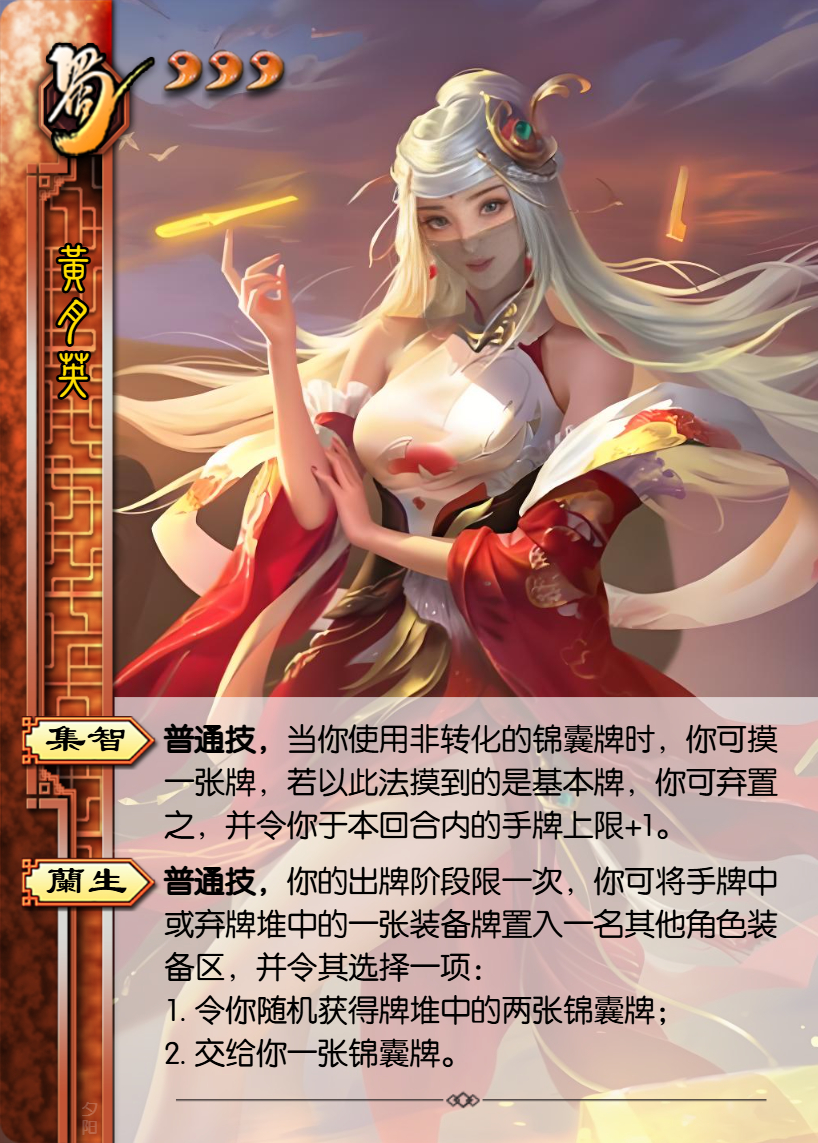 蜀
黃月英
集智
普通技，当你使用非转化的锦囊牌时，你可摸
一张牌，若以此法摸到的是基本牌，你可弃置
之，并令你于本回合内的手牌上限+1。
蘭生
普通技，你的出牌阶段限一次，你可将手牌中
或弃牌堆中的一张装备牌置入一名其他角色装
备区，并令其选择一项：
1. 令你随机获得牌堆中的两张锦囊牌；
2. 交给你一张锦囊牌。
夕阳